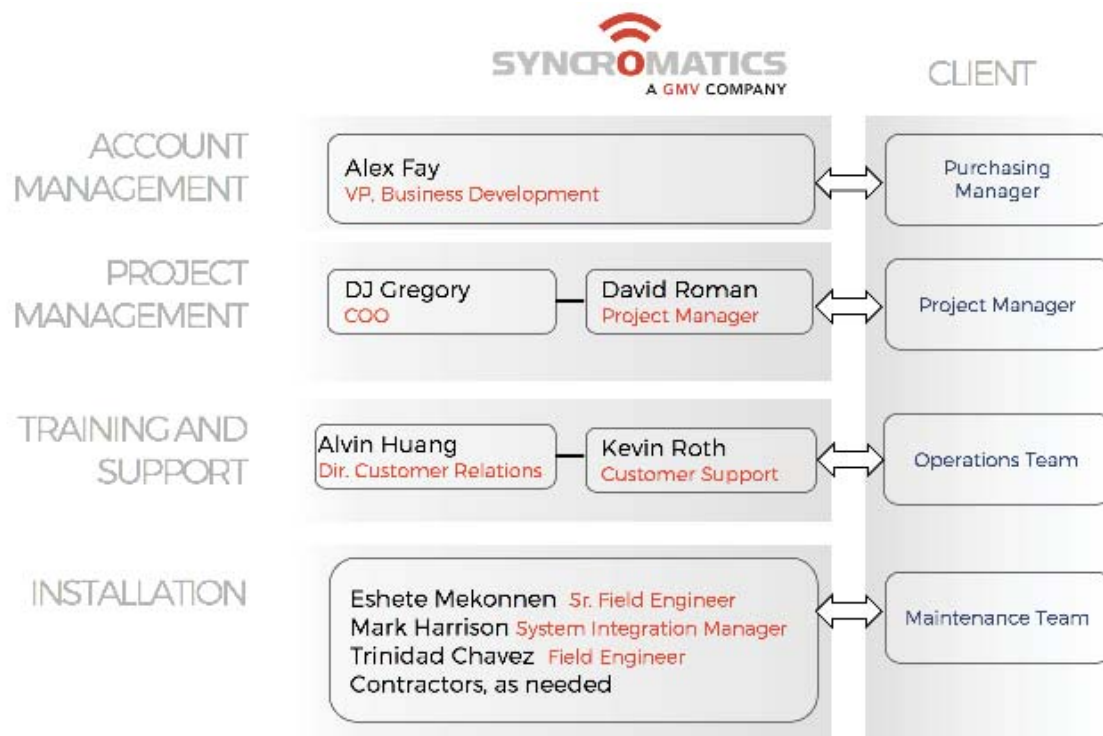 SYNCROMATICS
A GMV COMPANY
CLIENT
ACCOUNT
MANAGEMENT
Alex Fay
VP, Business Development
Purchasing
Manager
PROJECT
MANAGEMENT
DJ Gregory
COO
David Roman
Project Manager
Project Manager
TRAINING AND
SUPPORT
Alvin Huang
Dir. Customer Relations
Kevin Roth
Customer Support
Operations Team
INSTALLATION
Eshete Mekonnen Sr. Field Engineer
Mark Harrison System Integration Manager
Trinidad Chavez Field Engineer
Contractors, as needed
Maintenance Team